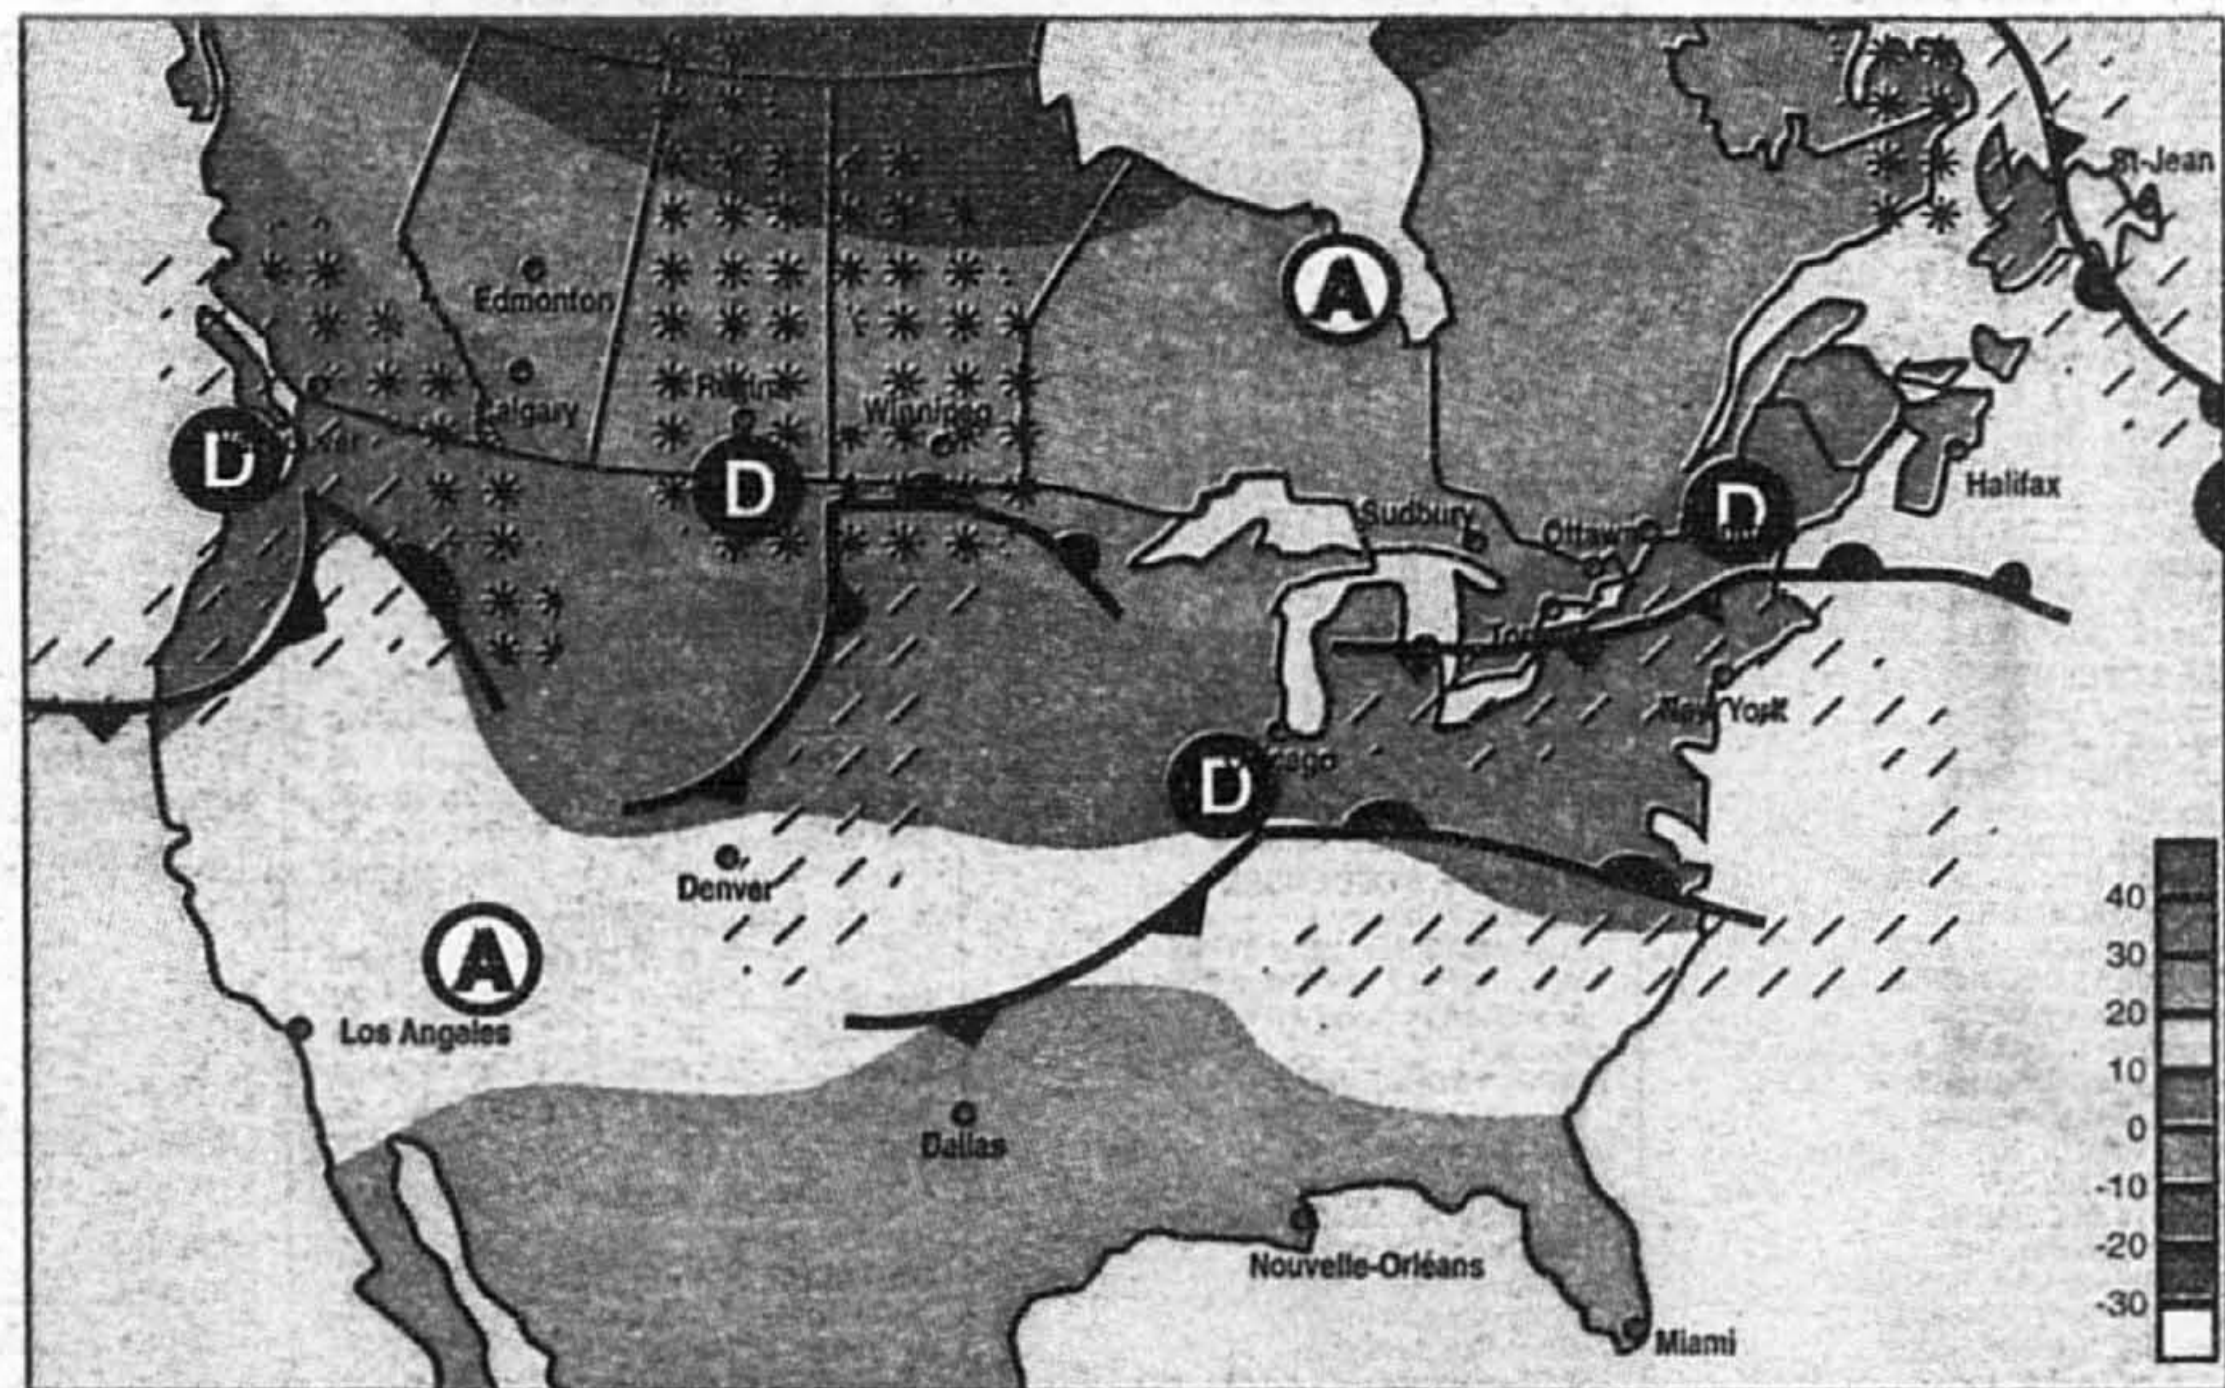 St-Jean
Edmonton
A
Calgary
Winnipeg
D
D
Halifax
Sudbury
Ottawa
D
New York
D
Denver
A
Los Angeles
Dallas
Nouvelle-Orléans
Miami
40
30
20
10
0
-10
-20
-30